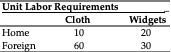 Unit Labor Requirements
Cloth Widgets
Home 10 20
Foreign 60 30